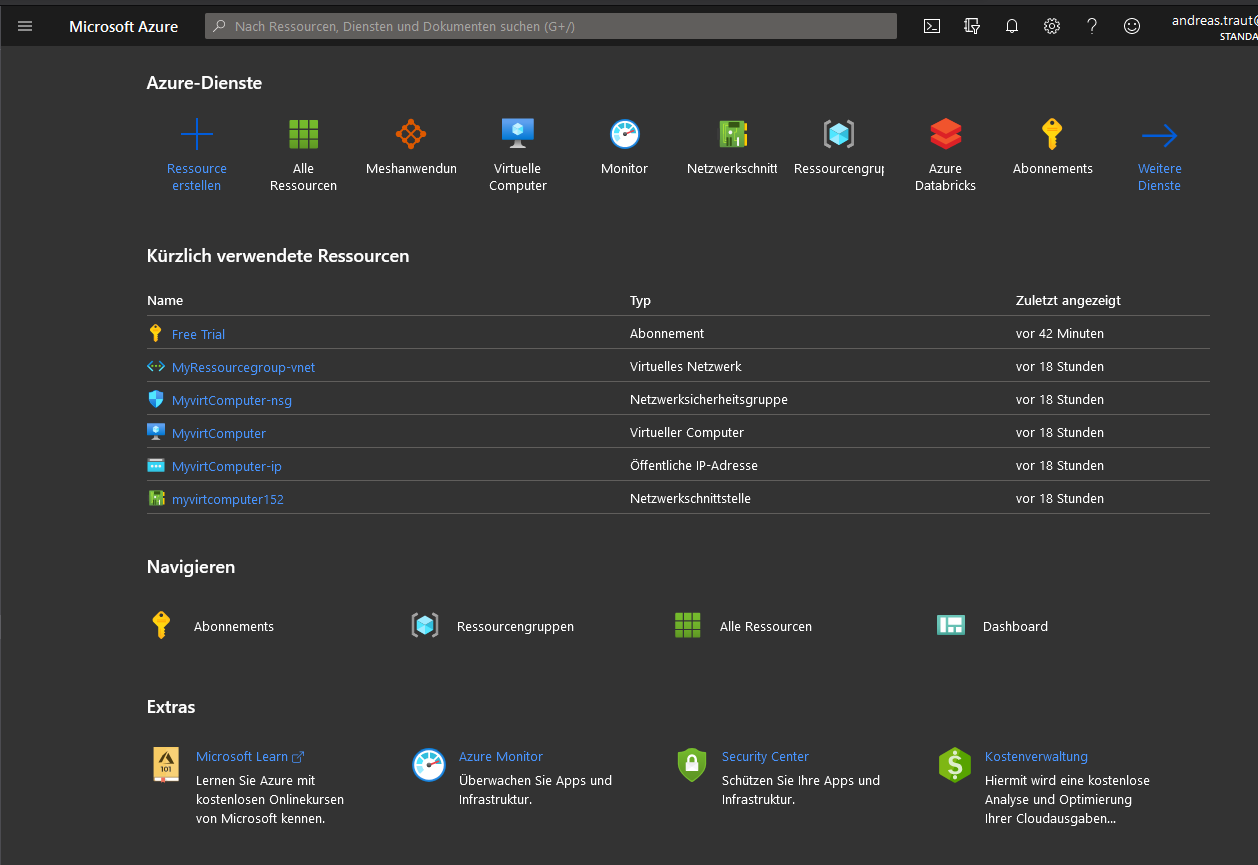 Microsoft Azure
Nach Ressourcen, Diensten und Dokumenten suchen (G+/)
andreas.traut@
STANDA
Azure-Dienste
Ressource
erstellen
Alle
Ressourcen
Meshanwendun
Virtuelle
Computer
Monitor
Netzwerkschnitt
Ressourcengrup
Azure
Databricks
Abonnements
Weitere
Dienste
Kürzlich verwendete Ressourcen
Name Typ Zuletzt angezeigt
Free Trial Abonnement vor 42 Minuten
MyRessourcegroup-vnet Virtuelles Netzwerk vor 18 Stunden
MyvirtComputer-nsg Netzwerksicherheitsgruppe vor 18 Stunden
MyvirtComputer Virtueller Computer vor 18 Stunden
MyvirtComputer-ip Öffentliche IP-Adresse vor 18 Stunden
myvirtcomputer152 Netzwerkschnittstelle vor 18 Stunden
Navigieren
Abonnements Ressourcengruppen Alle Ressourcen Dashboard
Extras
101
Microsoft Learn
Lernen Sie Azure mit
kostenlosen Onlinekursen
von Microsoft kennen.
Azure Monitor
Überwachen Sie Apps und
Infrastruktur.
Security Center
Schützen Sie Ihre Apps und
Infrastruktur.
$
Kostenverwaltung
Hiermit wird eine kostenlose
Analyse und Optimierung
Ihrer Cloudausgaben...